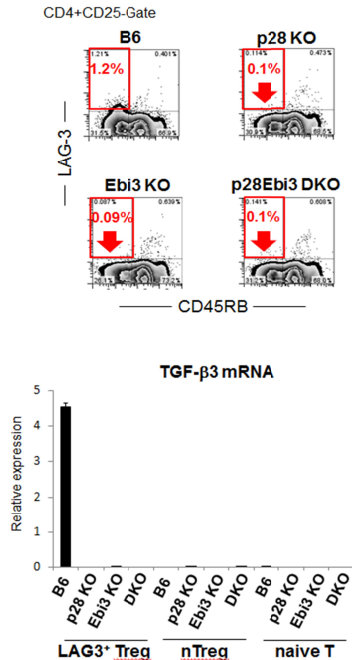 CD4+CD25-Gate
B6
p28 KO
1.21% 0.401%
1.2%
0.114% 0.473%
0.1%
LAG-3
Ebi3 KO
p28Ebi3 DKO
0.087% 0.639%
0.09%
0.141% 0.608%
0.1%
CD45RB
TGF-β3 mRNA
Relative expression
5
4
3
2
1
0
B6 p28 KO Ebi3 KO DKO B6 p28 KO Ebi3 KO DKO B6 p28 KO Ebi3 KO DKO
LAG3⁺ Treg nTreg naive T